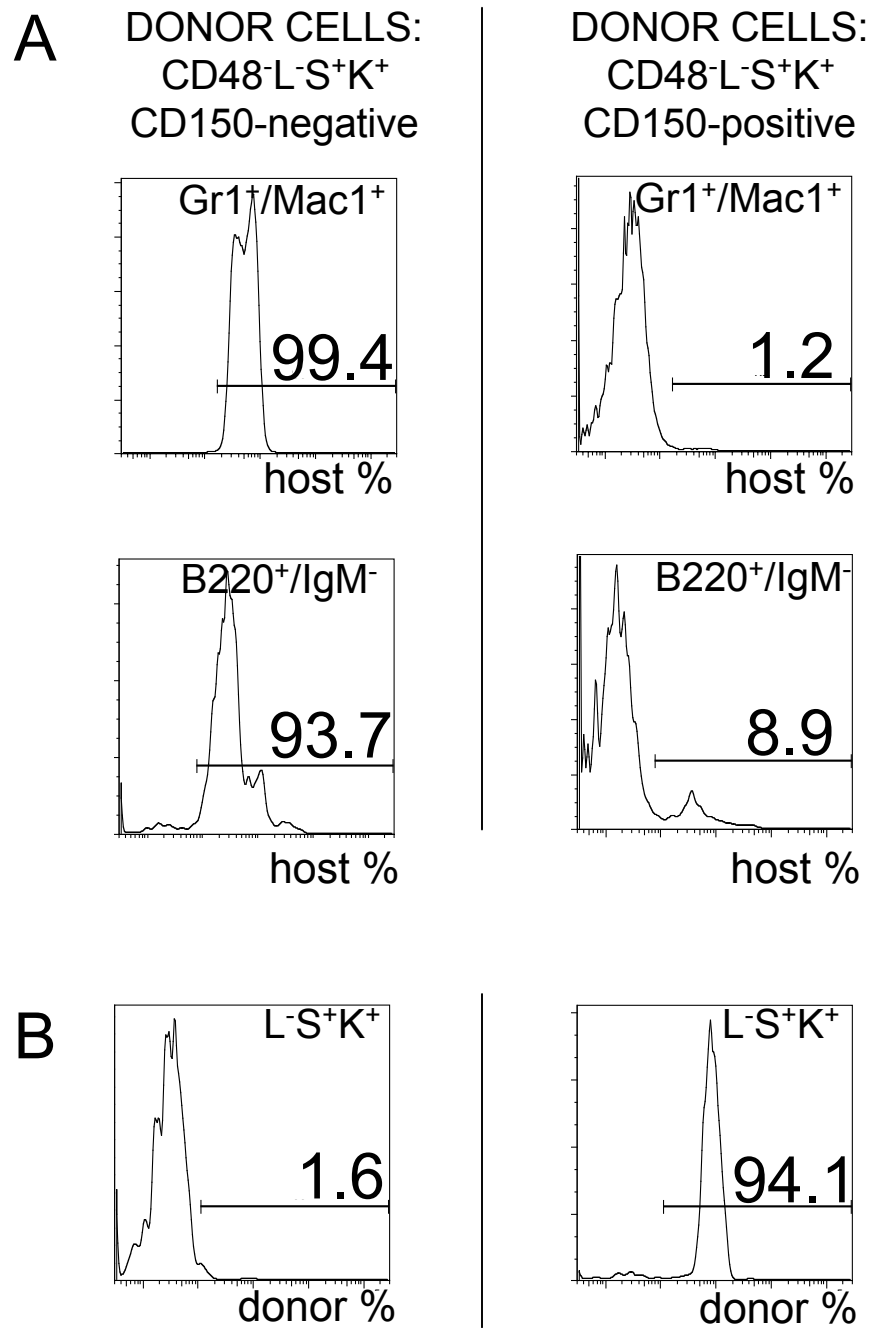 A
DONOR CELLS:
CD48⁻L⁻S⁺K⁺
CD150-negative
DONOR CELLS:
CD48⁻L⁻S⁺K⁺
CD150-positive
Gr1⁺/Mac1⁺
99.4
host %
Gr1⁺/Mac1⁺
1.2
host %
B220⁺/IgM⁻
93.7
host %
B220⁺/IgM⁻
8.9
host %
B
L⁻S⁺K⁺
1.6
donor %
L⁻S⁺K⁺
94.1
donor %